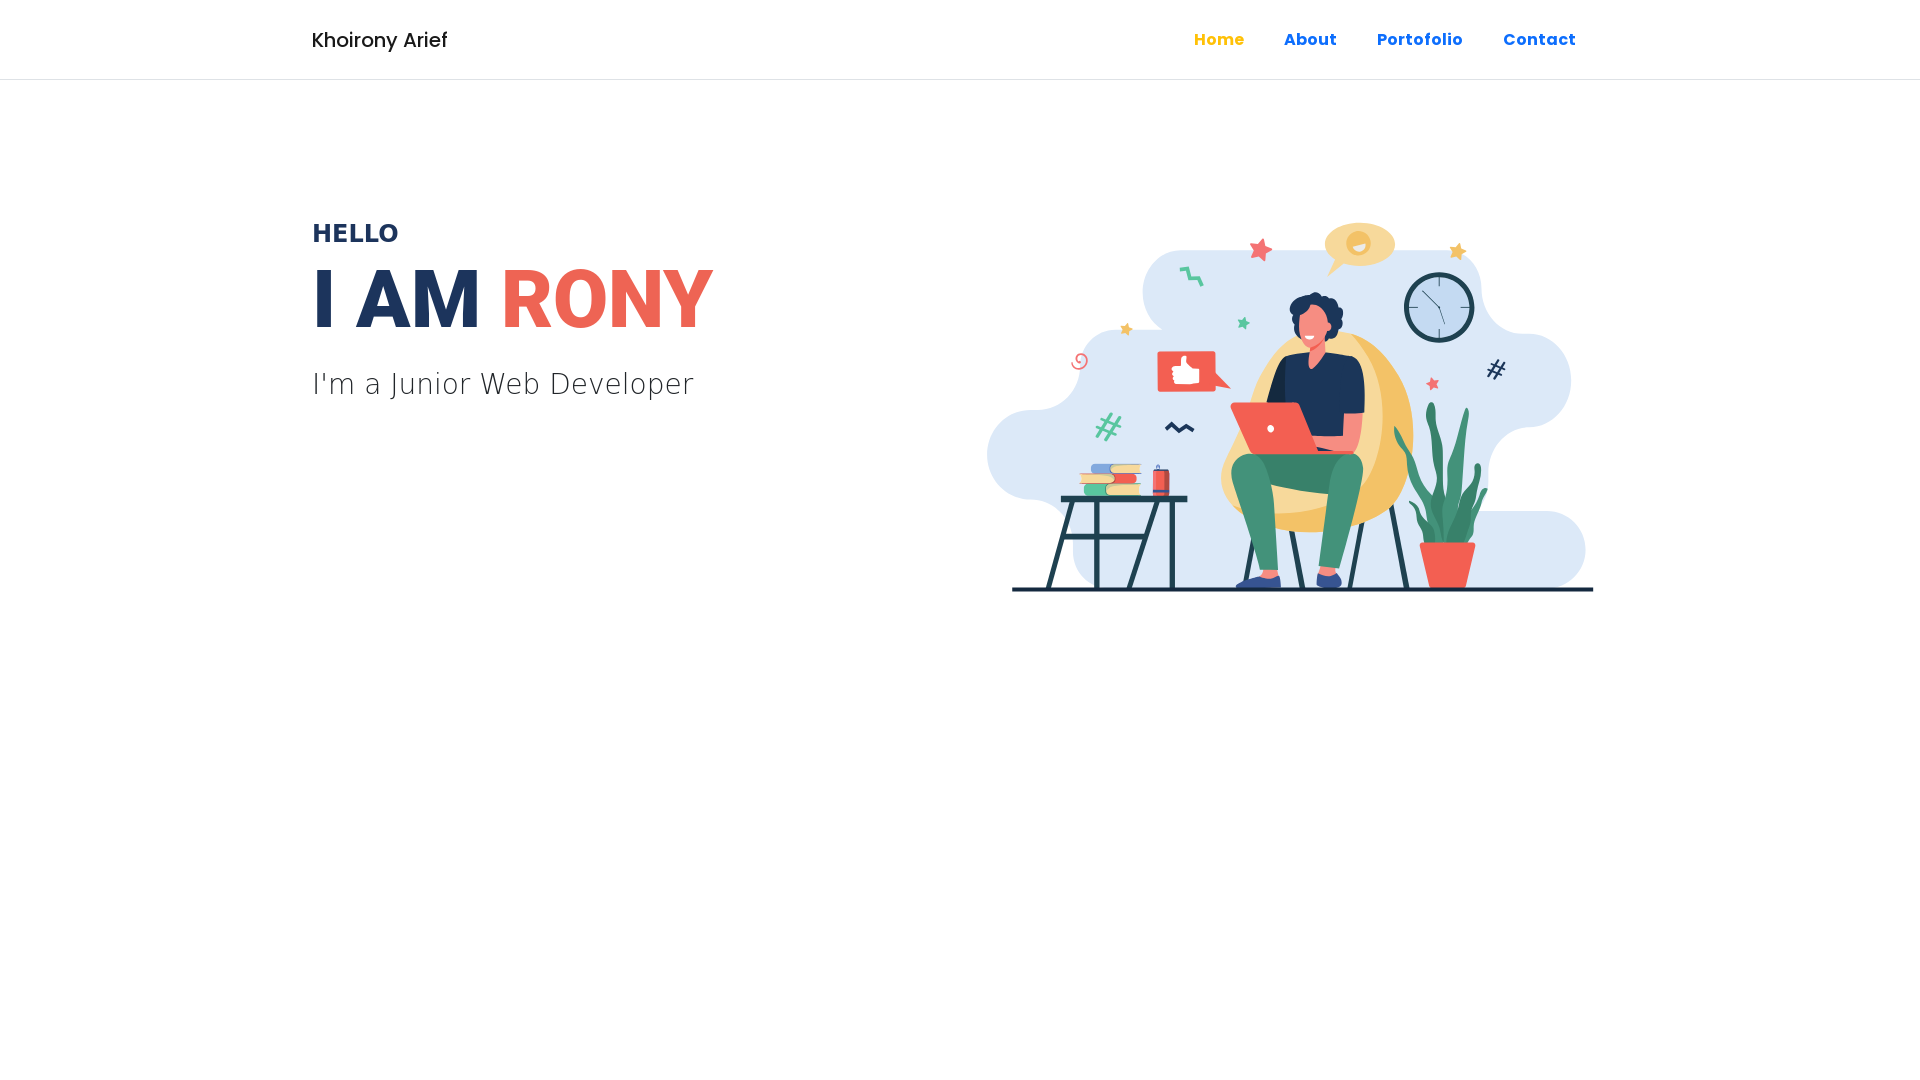 Khoirony Arief
Home About Portofolio Contact
HELLO
I AM RONY
I'm a Junior Web Developer